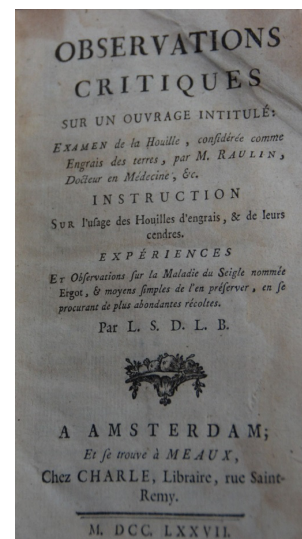 OBSERVATIONS
CRITIQUES
SUR UN OUVRAGE INTITULÉ:
EXAMEN de la Houille, conſidérée comme
Engrais des terres, par M. RAULIN,
Docteur en Médecine, &c.
INSTRUCTION
SUR l'uſage des Houilles d'engrais, & de leurs
cendres.
EXPÉRIENCES
ET Obſervations ſur la Maladie du Seigle nommée
Ergot, & moyens ſimples de l'en préſerver, en ſe
procurant de plus abondantes récoltes.
Par L. S. D. L. B.
A AMSTERDAM;
Et ſe trouve à MEAUX,
Chez CHARLE, Libraire, rue Saint-
Remy.
M. DCC. LXXVII.